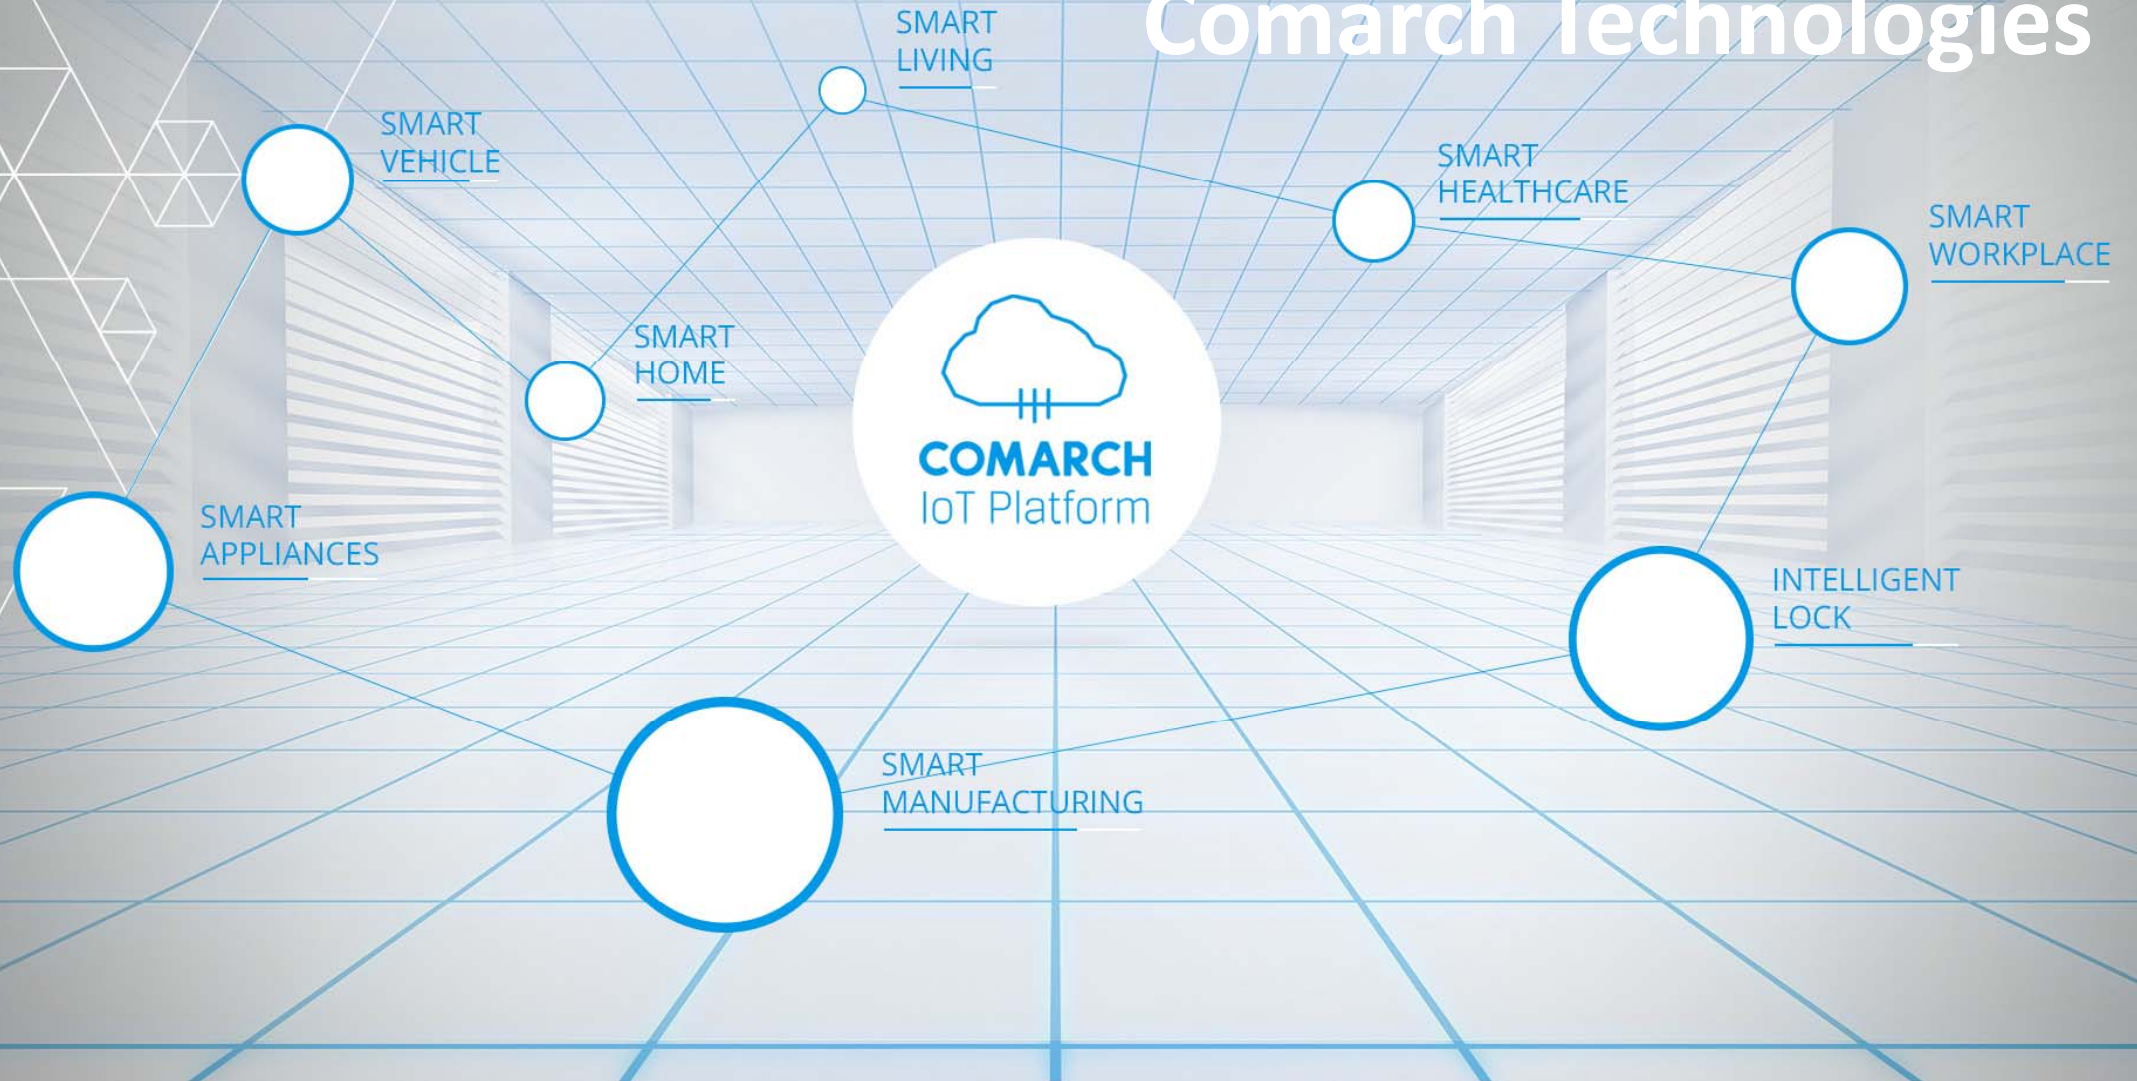 Comarch Technologies
SMART
LIVING
SMART
VEHICLE
SMART
HEALTHCARE
SMART
WORKPLACE
SMART
HOME
COMARCH
IoT Platform
SMART
APPLIANCES
INTELLIGENT
LOCK
SMART
MANUFACTURING